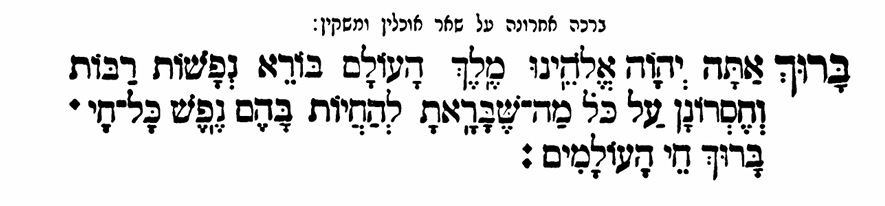 ברכה אחרונה על שאר אוכלין ומשקין:
בָּרוּךְ אַתָּה יְהֹוָה אֱלֹהֵינוּ מֶלֶךְ הָעוֹלָם בּוֹרֵא נְפָשׁוֹת רַבּוֹת
וְחֶסְרוֹנָן עַל כֹּל מַה־שֶּׁבָּרָאתָ לְהַחֲיוֹת בָּהֶם נֶפֶשׁ כָּל־חָי ·
בָּרוּךְ חֵי הָעוֹלָמִים :